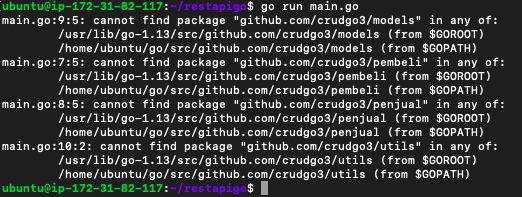 ubuntu@ip-172-31-82-117:~/restapigo$ go run main.go
main.go:9:5: cannot find package "github.com/crudgo3/models" in any of:
/usr/lib/go-1.13/src/github.com/crudgo3/models (from $GOROOT)
/home/ubuntu/go/src/github.com/crudgo3/models (from $GOPATH)
main.go:7:5: cannot find package "github.com/crudgo3/pembeli" in any of:
/usr/lib/go-1.13/src/github.com/crudgo3/pembeli (from $GOROOT)
/home/ubuntu/go/src/github.com/crudgo3/pembeli (from $GOPATH)
main.go:8:5: cannot find package "github.com/crudgo3/penjual" in any of:
/usr/lib/go-1.13/src/github.com/crudgo3/penjual (from $GOROOT)
/home/ubuntu/go/src/github.com/crudgo3/penjual (from $GOPATH)
main.go:10:2: cannot find package "github.com/crudgo3/utils" in any of:
/usr/lib/go-1.13/src/github.com/crudgo3/utils (from $GOROOT)
/home/ubuntu/go/src/github.com/crudgo3/utils (from $GOPATH)
ubuntu@ip-172-31-82-117:~/restapigo$